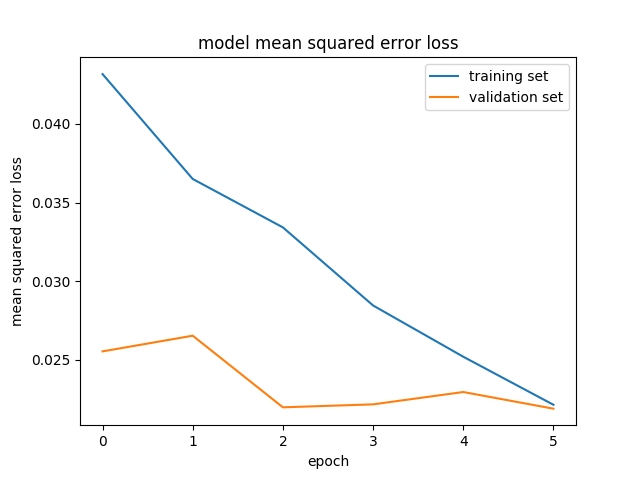 model mean squared error loss
training set
validation set
0.040
0.035
0.030
0.025
mean squared error loss
0 1 2 3 4 5
epoch